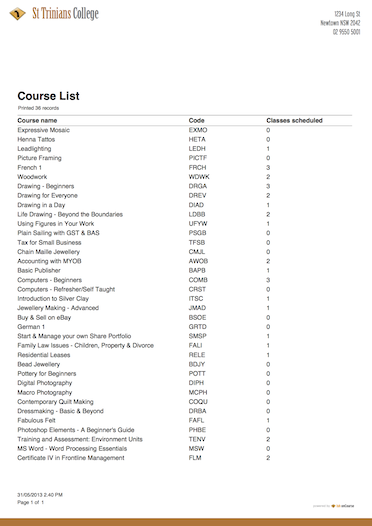 St Trinians College
1234 Long St
Newtown NSW 2042
02 9550 5001
Course List
Printed 36 records
Course name Code Classes scheduled
Expressive Mosaic EXMO 0
Henna Tattos HETA 0
Leadlighting LEDH 1
Picture Framing PICTF 0
French 1 FRCH 3
Woodwork WDWK 2
Drawing - Beginners DRGA 3
Drawing for Everyone DREV 2
Drawing in a Day DIAD 1
Life Drawing - Beyond the Boundaries LDBB 2
Using Figures in Your Work UFYW 1
Plain Sailing with GST & BAS PSGB 0
Tax for Small Business TFSB 0
Chain Maille Jewellery CMJL 0
Accounting with MYOB AWOB 2
Basic Publisher BAPB 1
Computers - Beginners COMB 3
Computers - Refresher/Self Taught CRST 0
Introduction to Silver Clay ITSC 1
Jewellery Making - Advanced JMAD 1
Buy & Sell on eBay BSOE 0
German 1 GRTD 0
Start & Manage your own Share Portfolio SMSP 1
Family Law Issues - Children, Property & Divorce FALI 1
Residential Leases RELE 1
Bead Jewellery BDJY 0
Pottery for Beginners POTT 0
Digital Photography DIPH 0
Macro Photography MCPH 0
Contemporary Quilt Making COQU 0
Dressmaking - Basic & Beyond DRBA 0
Fabulous Felt FAFL 1
Photoshop Elements - A Beginner's Guide PHBE 0
Training and Assessment: Environment Units TENV 2
MS Word - Word Processing Essentials MSW 0
Certificate IV in Frontline Management FLM 2
31/05/2013 2.40 PM
Page 1 of 1